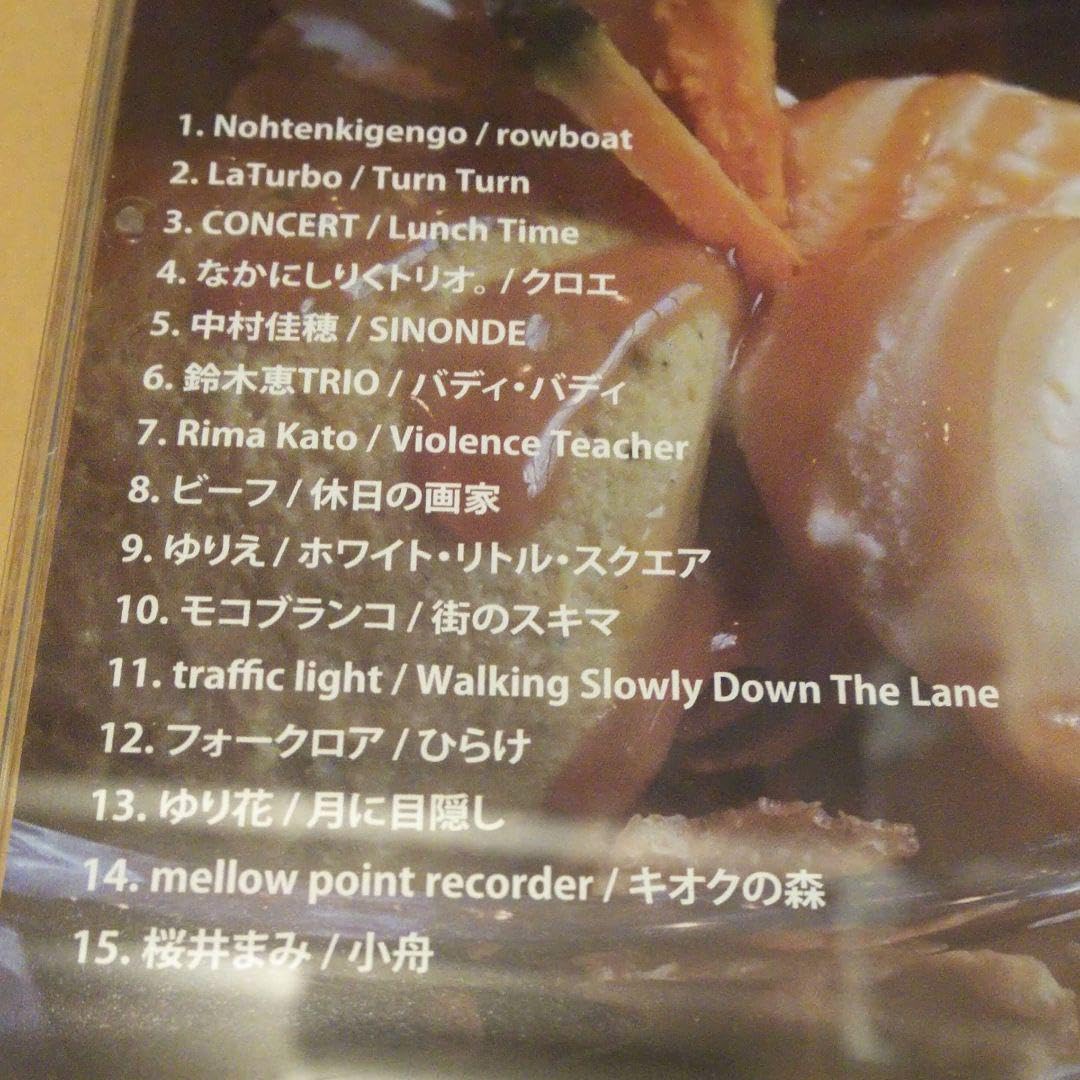 1. Nohtenkigengo / rowboat
2. LaTurbo / Turn Turn
3. CONCERT / Lunch Time
4. なかにしりくトリオ。 / クロエ
5. 中村佳穂 / SINONDE
6. 鈴木恵TRIO / バディ・バディ
7. Rima Kato / Violence Teacher
8. ビーフ / 休日の画家
9. ゆりえ / ホワイト・リトル・スクエア
10. モコブランコ / 街のスキマ
11. traffic light / Walking Slowly Down The Lane
12. フォークロア / ひらけ
13. ゆり花 / 月に目隠し
14. mellow point recorder / キオクの森
15. 桜井まみ / 小舟